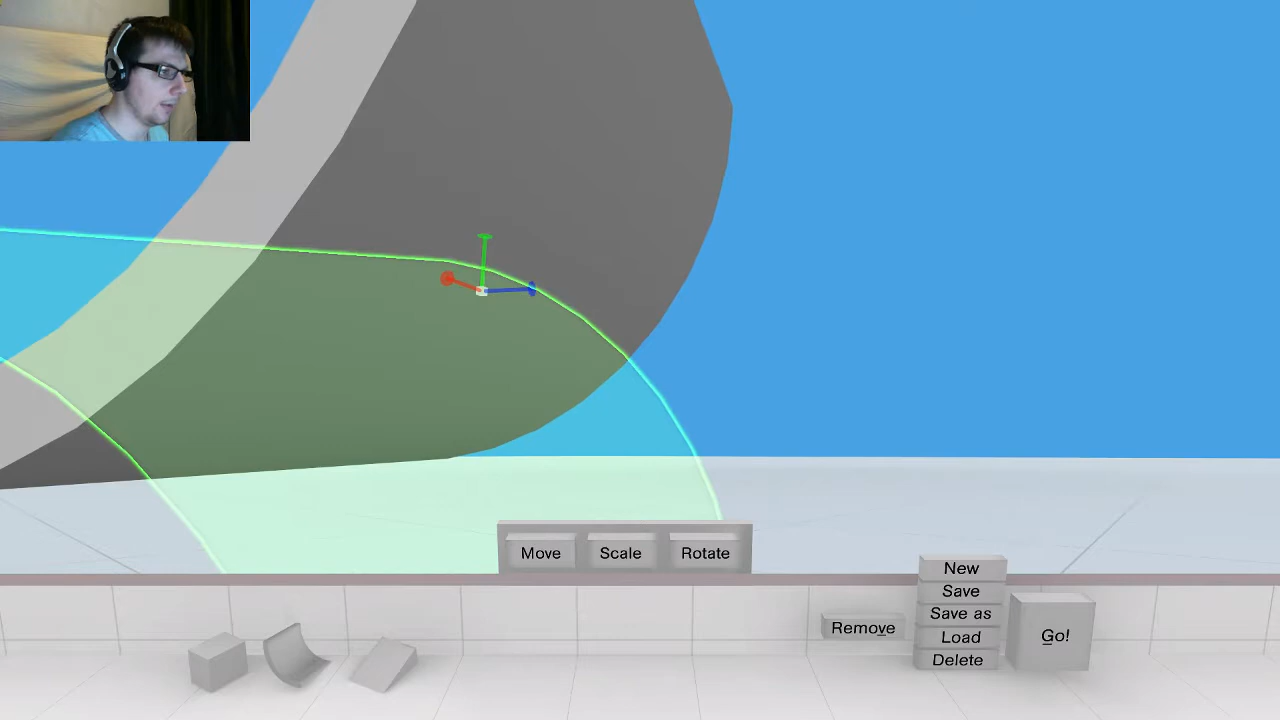 Move Scale Rotate
New
Save
Save as
Load
Delete
Remove
Go!